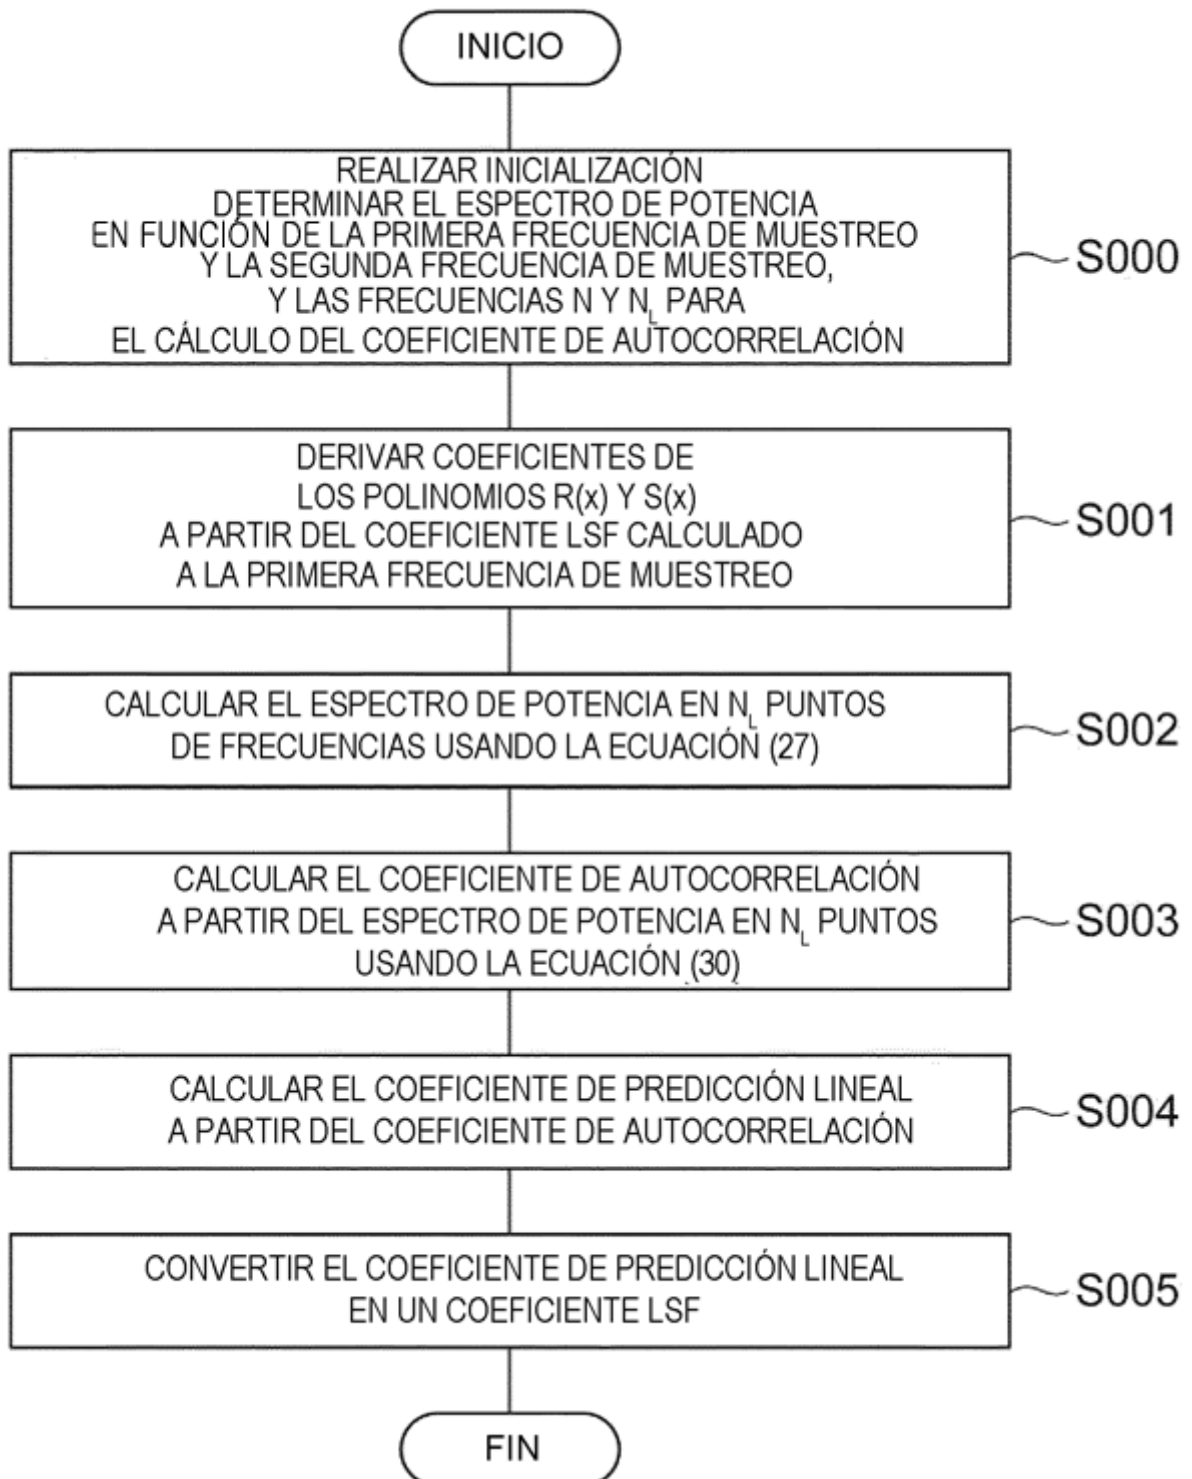 INICIO
REALIZAR INICIALIZACIÓN
DETERMINAR EL ESPECTRO DE POTENCIA
EN FUNCIÓN DE LA PRIMERA FRECUENCIA DE MUESTREO
Y LA SEGUNDA FRECUENCIA DE MUESTREO,
Y LAS FRECUENCIAS N Y N_L PARA
EL CÁLCULO DEL COEFICIENTE DE AUTOCORRELACIÓN
S000
DERIVAR COEFICIENTES DE
LOS POLINOMIOS R(x) Y S(x)
A PARTIR DEL COEFICIENTE LSF CALCULADO
A LA PRIMERA FRECUENCIA DE MUESTREO
S001
CALCULAR EL ESPECTRO DE POTENCIA EN N_L PUNTOS
DE FRECUENCIAS USANDO LA ECUACIÓN (27)
S002
CALCULAR EL COEFICIENTE DE AUTOCORRELACIÓN
A PARTIR DEL ESPECTRO DE POTENCIA EN N_L PUNTOS
USANDO LA ECUACIÓN (30)
S003
CALCULAR EL COEFICIENTE DE PREDICCIÓN LINEAL
A PARTIR DEL COEFICIENTE DE AUTOCORRELACIÓN
S004
CONVERTIR EL COEFICIENTE DE PREDICCIÓN LINEAL
EN UN COEFICIENTE LSF
S005
FIN